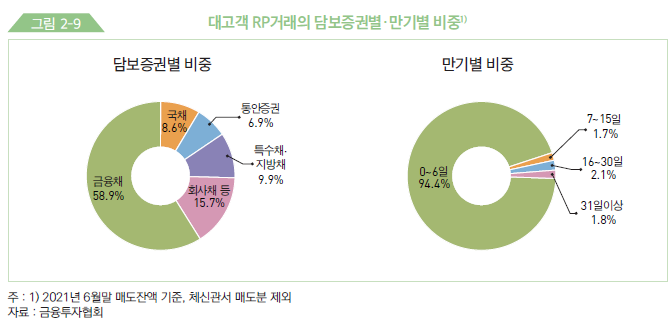 그림 2-9
대고객 RP거래의 담보증권별·만기별 비중1)
담보증권별 비중
국채
8.6%
통안증권
6.9%
특수채·
지방채
9.9%
회사채 등
15.7%
금융채
58.9%
만기별 비중
7~15일
1.7%
16~30일
2.1%
31일이상
1.8%
0~6일
94.4%
주 : 1) 2021년 6월말 매도잔액 기준, 체신관서 매도분 제외
자료 : 금융투자협회